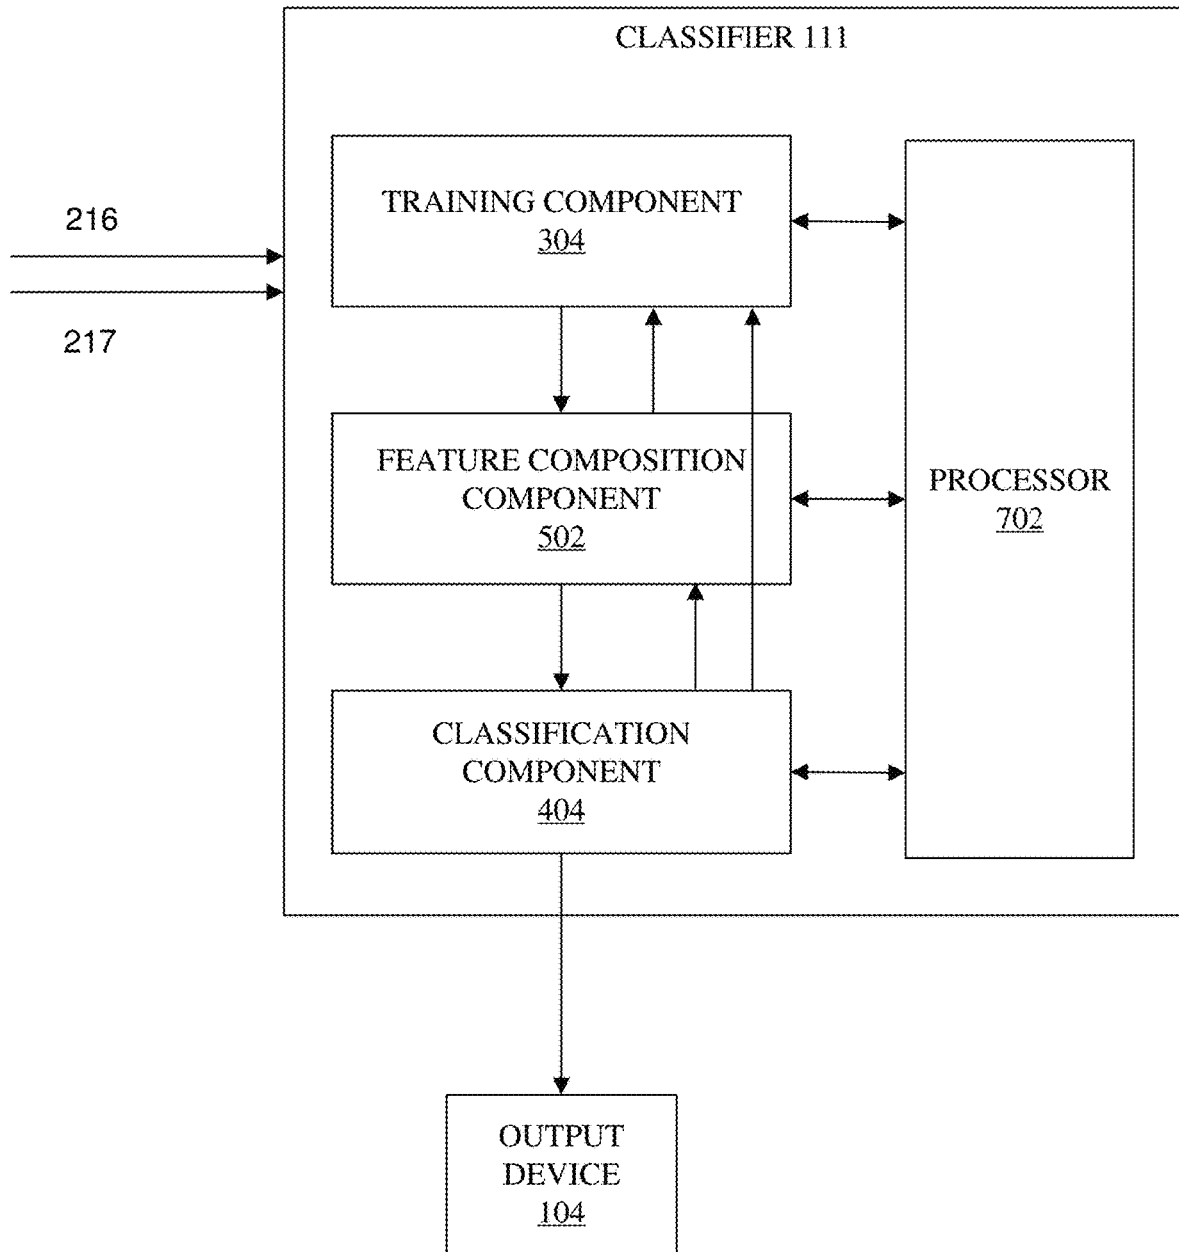 CLASSIFIER 111
TRAINING COMPONENT
304
216
217
FEATURE COMPOSITION
COMPONENT
502
PROCESSOR
702
CLASSIFICATION
COMPONENT
404
OUTPUT
DEVICE
104